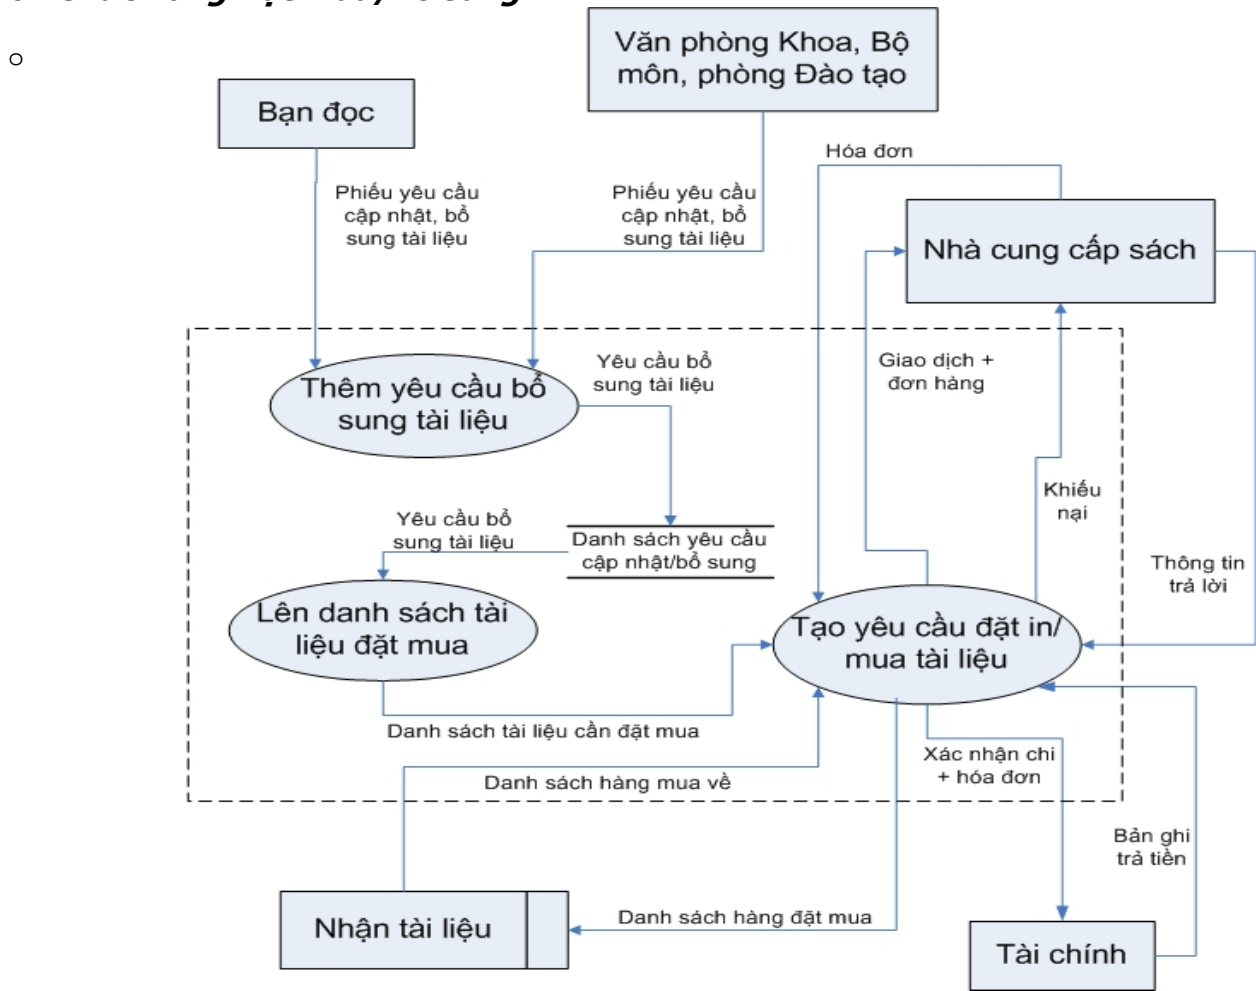 Văn phòng Khoa, Bộ
môn, phòng Đào tạo
Bạn đọc
Hóa đơn
Phiếu yêu cầu
cập nhật, bổ
sung tài liệu
Phiếu yêu cầu
cập nhật, bổ
sung tài liệu
Nhà cung cấp sách
Thêm yêu cầu bổ
sung tài liệu
Yêu cầu bổ
sung tài liệu
Giao dịch +
đơn hàng
Khiếu
nại
Thông tin
trả lời
Yêu cầu bổ
sung tài liệu
Danh sách yêu cầu
cập nhật/bổ sung
Lên danh sách tài
liệu đặt mua
Tạo yêu cầu đặt in/
mua tài liệu
Danh sách tài liệu cần đặt mua
Danh sách hàng mua về
Xác nhận chi
+ hóa đơn
Bản ghi
trả tiền
Nhận tài liệu
Danh sách hàng đặt mua
Tài chính